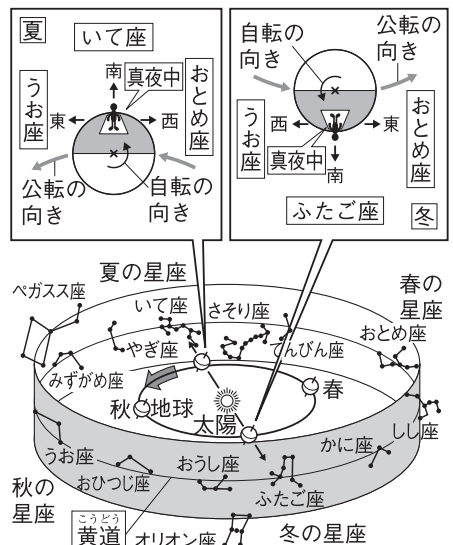 夏
いて座
南
真夜中
うお座
東
西
おとめ座
公転の
向き
自転の
向き
自転の
向き
公転の
向き
うお座
西
東
おとめ座
真夜中
南
ふたご座
冬
夏の星座
春の
星座
ペガスス座
いて座
さそり座
おとめ座
やぎ座
てんびん座
みずがめ座
春
秋
地球
太陽
しし座
うお座
おうし座
かに座
おひつじ座
ふたご座
秋の
星座
こうどう
黄道
オリオン座
冬の星座